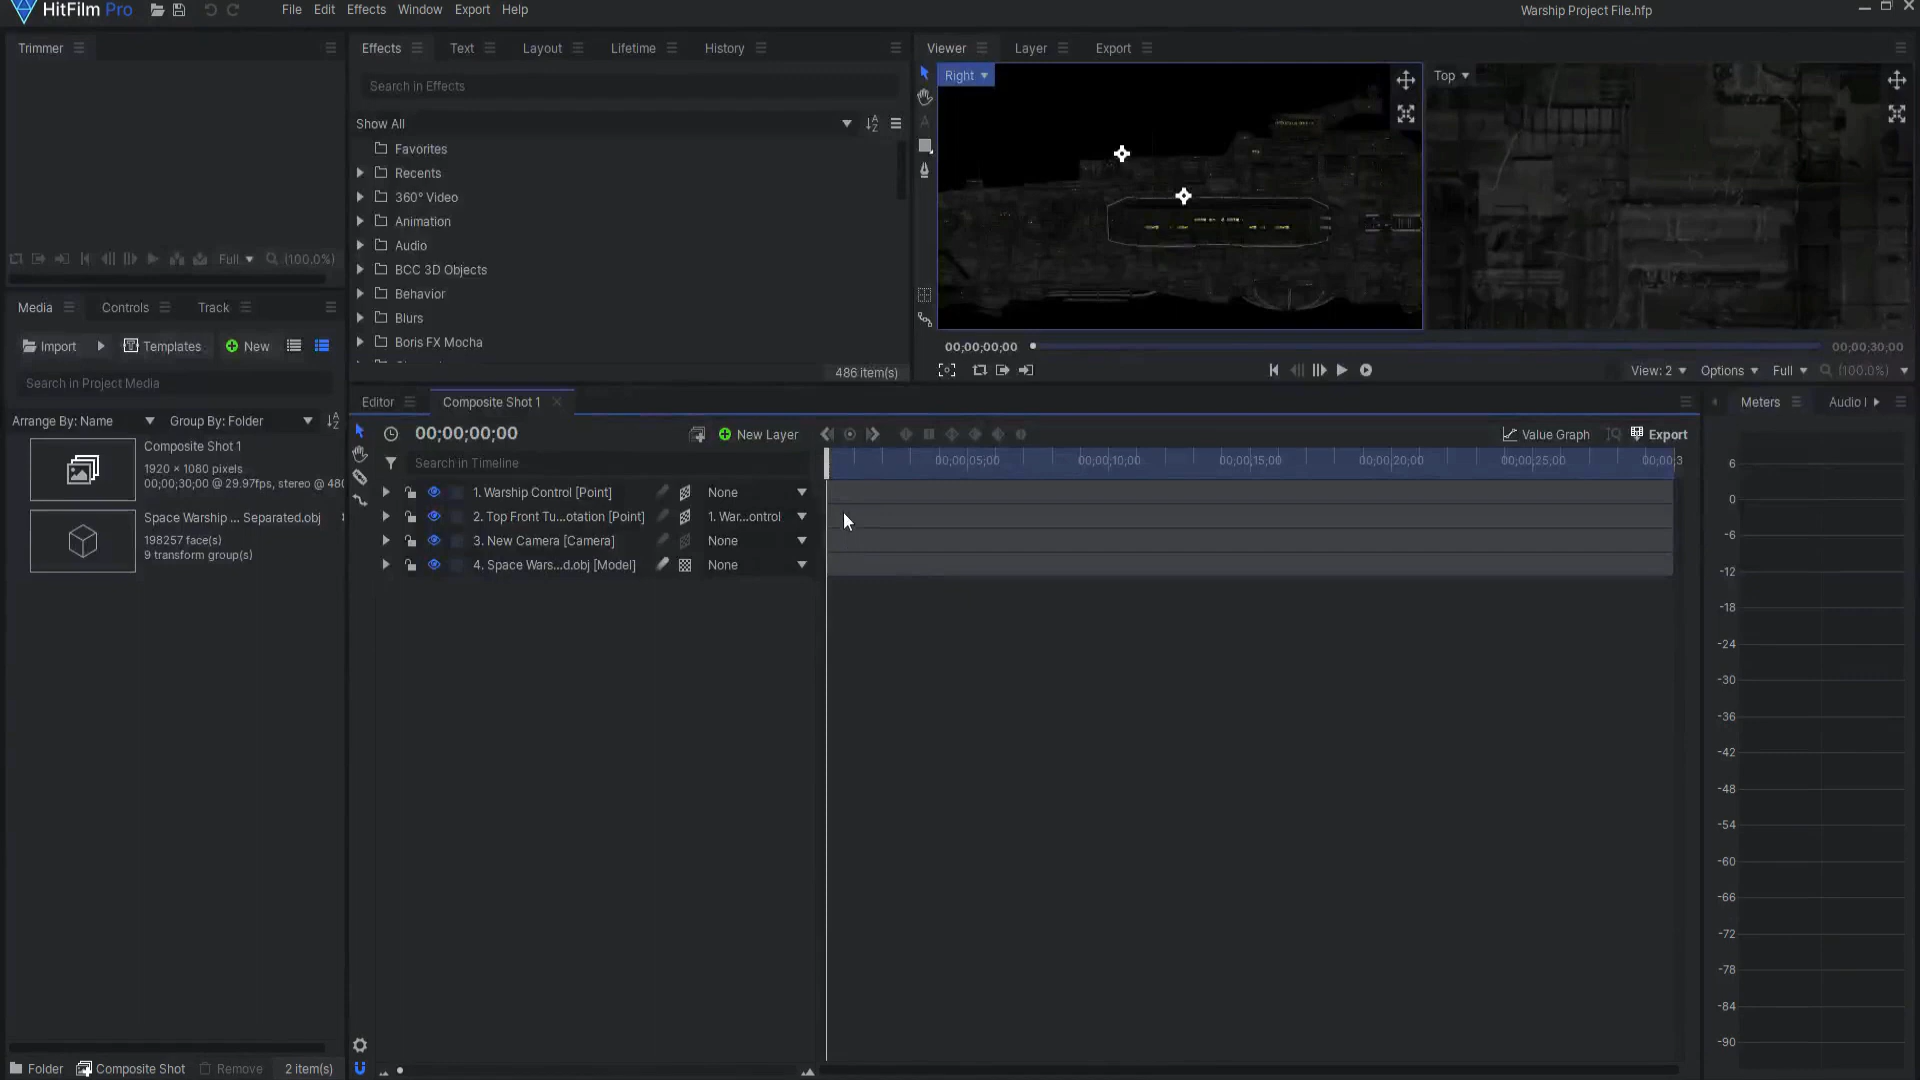 HitFilm Pro
File Edit Effects Window Export Help
Warship Project File.hfp
Trimmer
Effects Text Layout Lifetime History
Viewer Layer Export
Right
Top
Search in Effects
Show All
Favorites
Recents
360° Video
Animation
Audio
BCC 3D Objects
Behavior
Blurs
Boris FX Mocha
486 item(s)
Full (100.0%)
00;00;00;00
00;00;30;00
View: 2 Options Full (100.0%)
Media Controls Track
Import Templates New
Search in Project Media
Arrange By: Name Group By: Folder
Composite Shot 1
1920 × 1080 pixels
00;00;30;00 @ 29.97fps, stereo @ 480
Space Warship ... Separated.obj
198257 face(s)
9 transform group(s)
Editor Composite Shot 1
00;00;00;00
New Layer
Value Graph
Export
Search in Timeline
00;00;05;00 00;00;10;00 00;00;15;00 00;00;20;00 00;00;25;00 00;00;3
1. Warship Control [Point] None
2. Top Front Tu...otation [Point] 1. War...ontrol
3. New Camera [Camera] None
4. Space Wars...d.obj [Model] None
Meters Audio
6
0
-6
-12
-18
-24
-30
-36
-42
-48
-54
-60
-66
-72
-78
-84
-90
Folder Composite Shot Remove 2 item(s)